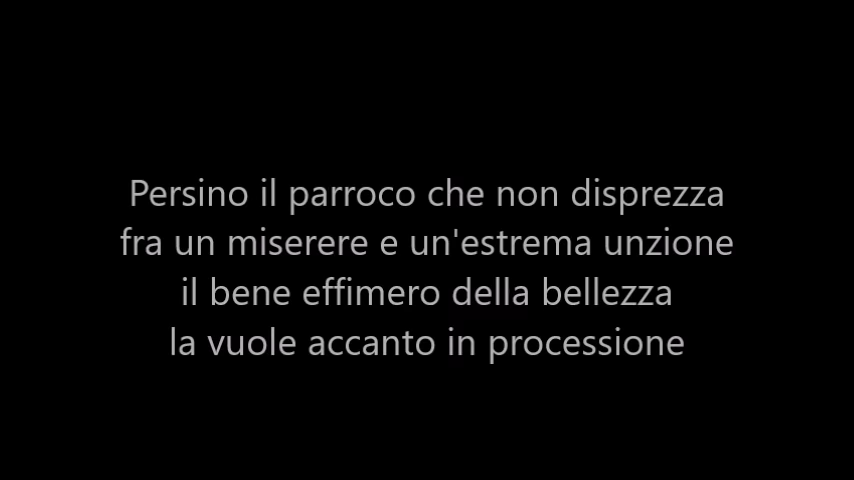 Persino il parroco che non disprezza
fra un miserere e un'estrema unzione
il bene effimero della bellezza
la vuole accanto in processione